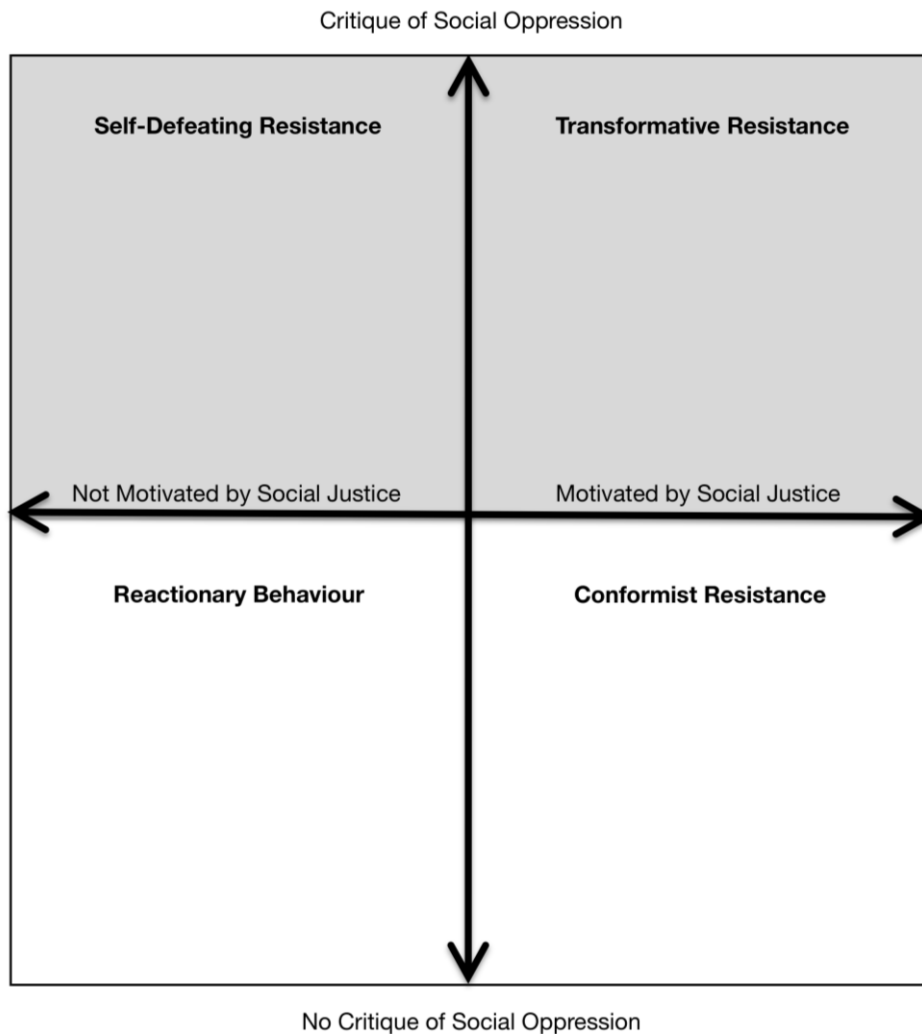 Critique of Social Oppression
Self-Defeating Resistance
Transformative Resistance
Not Motivated by Social Justice
Motivated by Social Justice
Reactionary Behaviour
Conformist Resistance
No Critique of Social Oppression